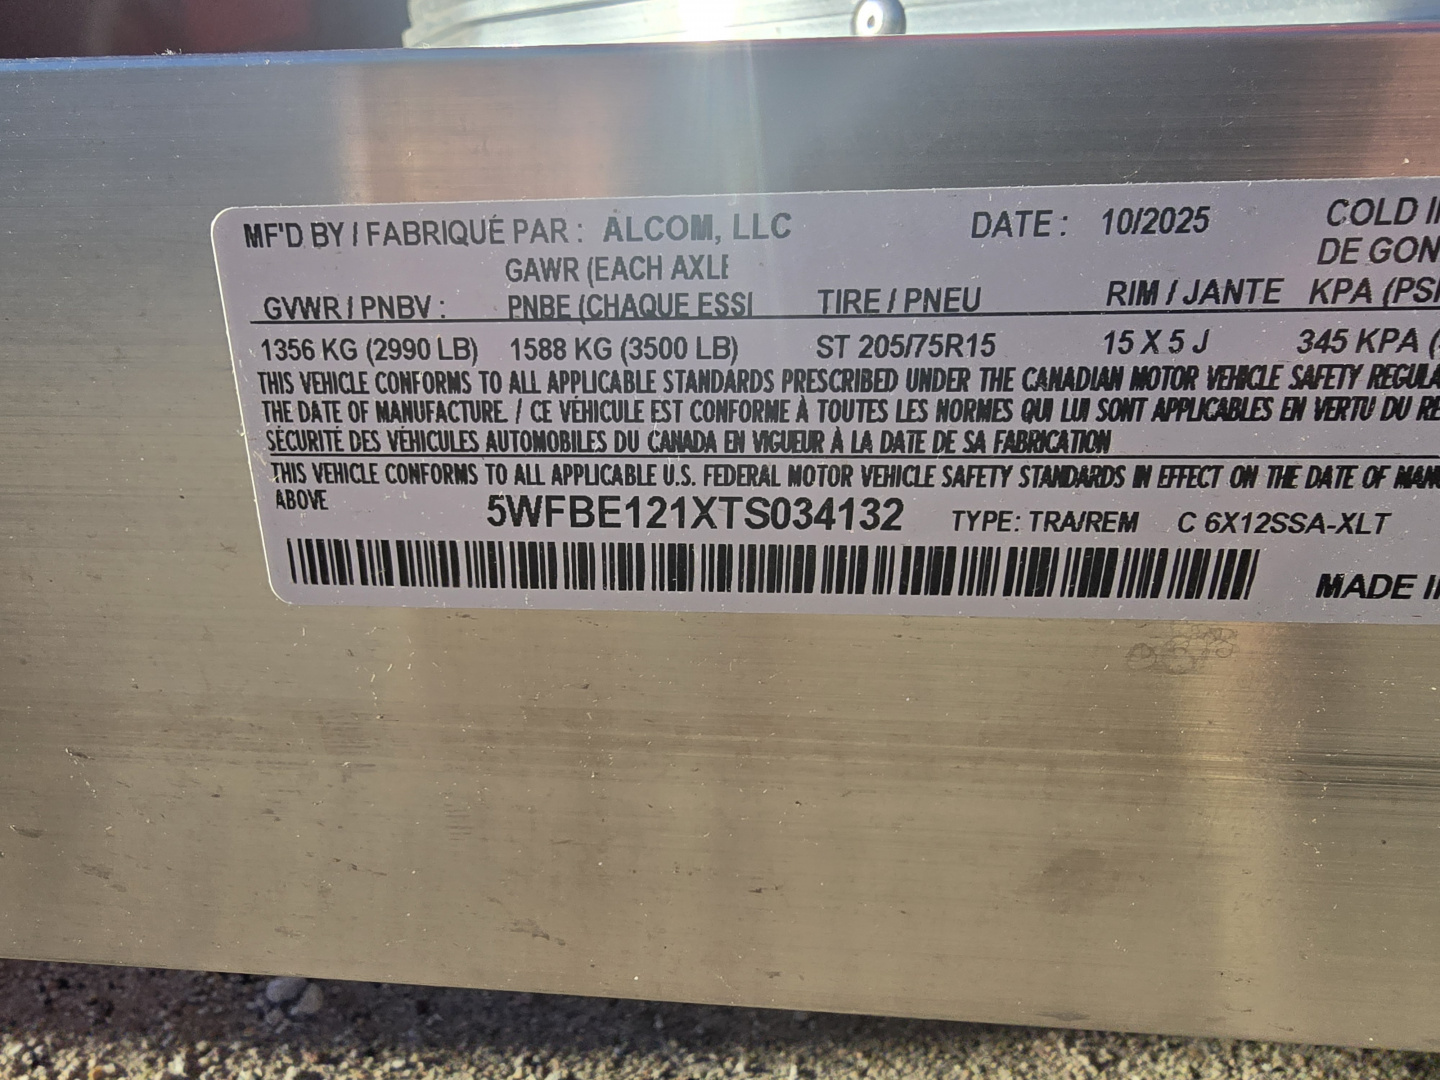 MF'D BY / FABRIQUÉ PAR : ALCOM, LLC DATE : 10/2025 COLD
GAWR (EACH AXLE DE
GVWR / PNBV : PNBE (CHAQUE ESSI TIRE / PNEU RIM / JANTE KPA (PSI
1356 KG (2990 LB) 1588 KG (3500 LB) ST 205/75R15 15 X 5 J 345 KPA (
THIS VEHICLE CONFORMS TO ALL APPLICABLE STANDARDS PRESCRIBED UNDER THE CANADIAN MOTOR VEHICLE SAFETY REGULA
THE DATE OF MANUFACTURE. / CE VÉHICULE EST CONFORME À TOUTES LES NORMES QUI LUI SONT APPLICABLES EN VERTU DU RE
SÉCURITÉ DES VÉHICULES AUTOMOBILES DU CANADA EN VIGUEUR À LA DATE DE SA FABRICATION
THIS VEHICLE CONFORMS TO ALL APPLICABLE U.S. FEDERAL MOTOR VEHICLE SAFETY STANDARDS IN EFFECT ON THE DATE OF MANU
ABOVE 5WFBE121XTS034132 TYPE: TRA/REM C 6X12SSA-XLT
MADE